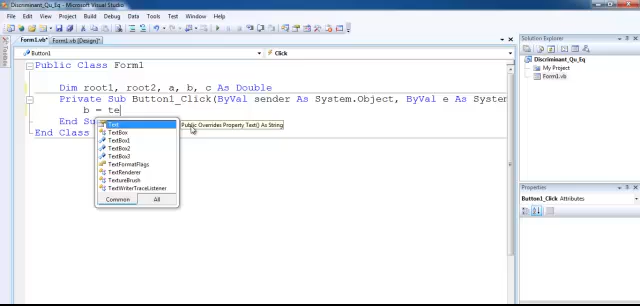 Discriminant_Qu_Eq - Microsoft Visual Studio
File Edit View Project Build Debug Data Tools Test Window Help
Form1.vb* Form1.vb [Design]*
Toolbox
Button1 Click
Public Class Form1
Dim root1, root2, a, b, c As Double
Private Sub Button1_Click(ByVal sender As System.Object, ByVal e As System
b = te
End Su
End Class
Text
TextBox
TextBox1
TextBox2
TextBox3
TextFormatFlags
TextRenderer
TextureBrush
TextWriterTraceListener
Common All
Public Overrides Property Text() As String
Solution Explorer
Discriminant_Qu_Eq
My Project
Form1.vb
Properties
Button1_Click Attributes